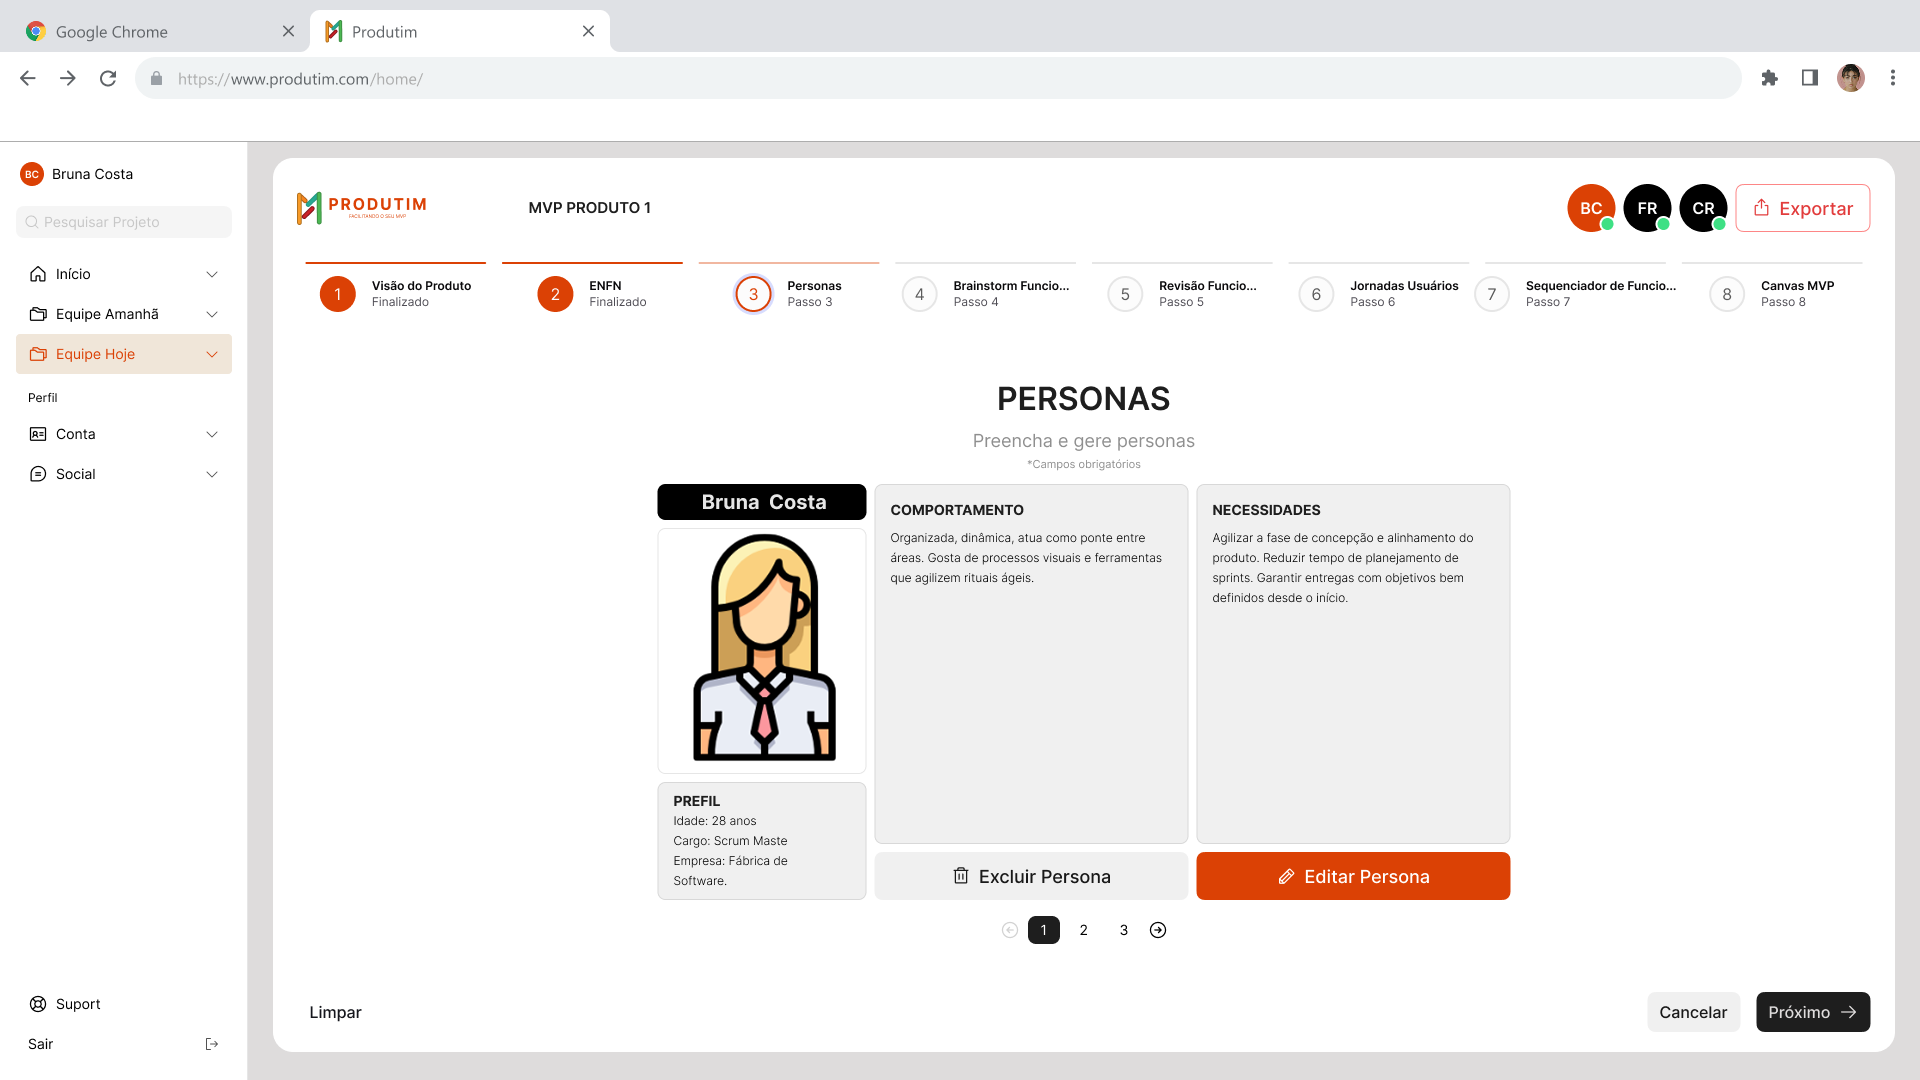 Google Chrome
Produtim
https://www.produtim.com/home/
BC Bruna Costa
Pesquisar Projeto
Início
Equipe Amanhã
Equipe Hoje
Perfil
Conta
Social
Suport
Sair
PRODUTIM
FACILITANDO O SEU MVP
MVP PRODUTO 1
BC FR CR Exportar
1 Visão do Produto
Finalizado
2 ENFN
Finalizado
3 Personas
Passo 3
4 Brainstorm Funcio...
Passo 4
5 Revisão Funcio...
Passo 5
6 Jornadas Usuários
Passo 6
7 Sequenciador de Funcio...
Passo 7
8 Canvas MVP
Passo 8
PERSONAS
Preencha e gere personas
*Campos obrigatórios
Bruna Costa
PREFIL
Idade: 28 anos
Cargo: Scrum Maste
Empresa: Fábrica de
Software.
COMPORTAMENTO
Organizada, dinâmica, atua como ponte entre
áreas. Gosta de processos visuais e ferramentas
que agilizem rituais ágeis.
NECESSIDADES
Agilizar a fase de concepção e alinhamento do
produto. Reduzir tempo de planejamento de
sprints. Garantir entregas com objetivos bem
definidos desde o início.
Excluir Persona
Editar Persona
1 2 3
Limpar
Cancelar
Próximo